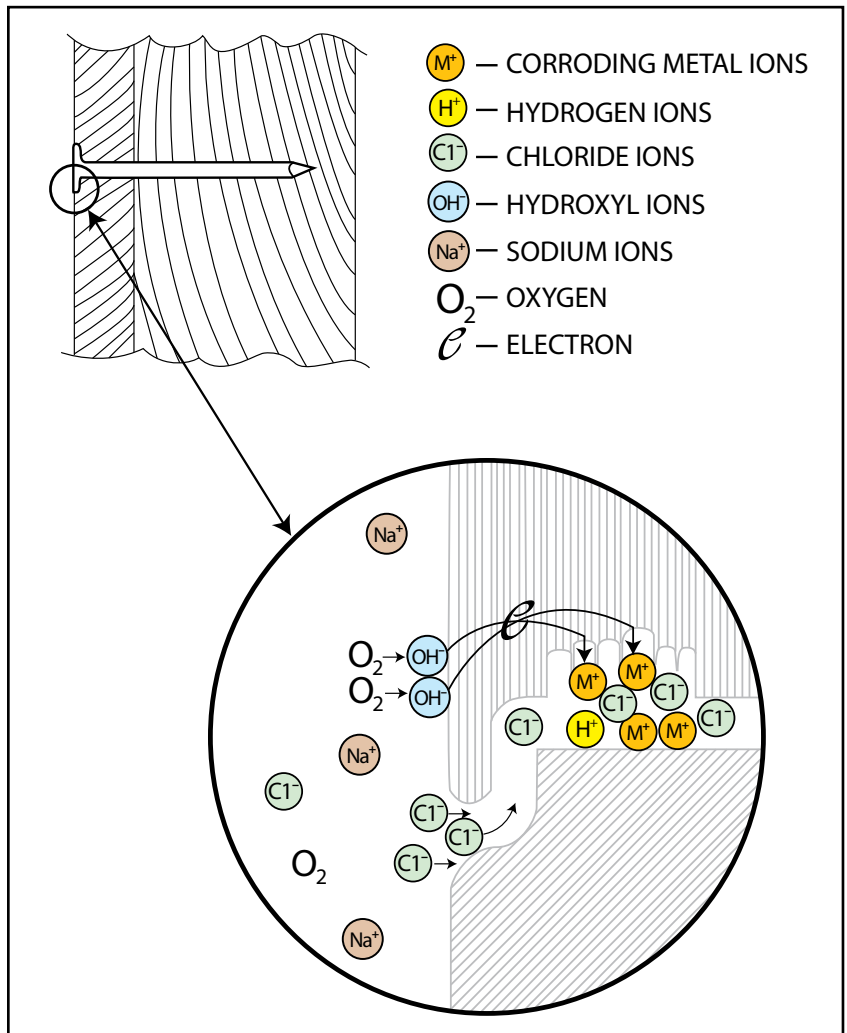 M⁺ — CORRODING METAL IONS
H⁺ — HYDROGEN IONS
C1⁻ — CHLORIDE IONS
OH⁻ — HYDROXYL IONS
Na⁺ — SODIUM IONS
O₂ — OXYGEN
e — ELECTRON
Na⁺
e
O₂ OH⁻
O₂ OH⁻
M⁺ M⁺
C1⁻ C1⁻
C1⁻ H⁺ M⁺ M⁺ C1⁻
Na⁺
C1⁻
C1⁻
C1⁻
O₂ C1⁻
Na⁺